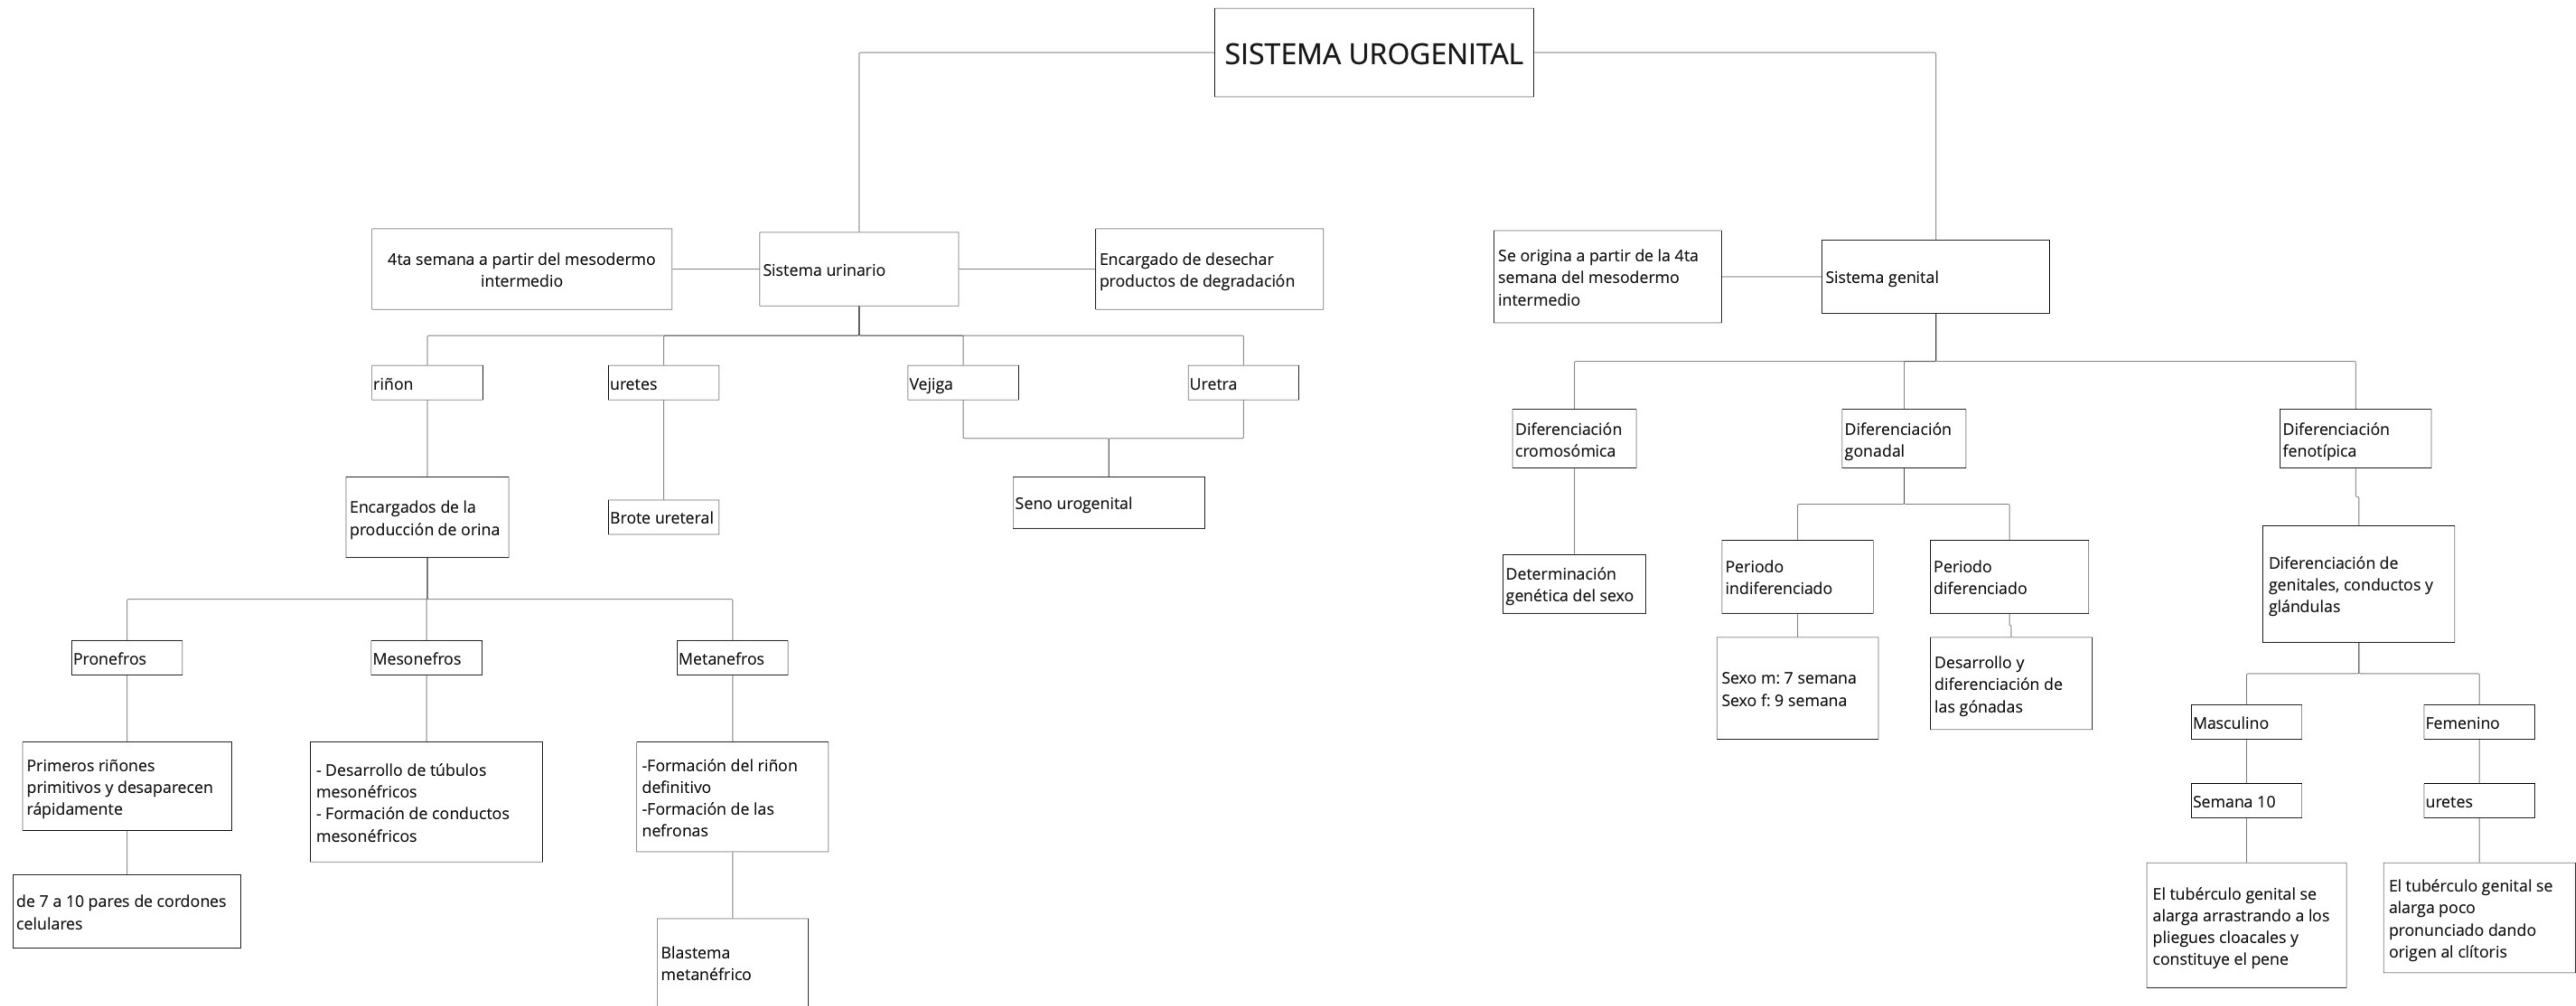 SISTEMA UROGENITAL
4ta semana a partir del mesodermo
intermedio
Sistema urinario
Encargado de desechar
productos de degradación
Se origina a partir de la 4ta
semana del mesodermo
intermedio
Sistema genital
riñon
uretes
Vejiga
Uretra
Encargados de la
producción de orina
Brote ureteral
Seno urogenital
Pronefros
Mesonefros
Metanefros
Primeros riñones
primitivos y desaparecen
rápidamente
- Desarrollo de túbulos
mesonéfricos
- Formación de conductos
mesonéfricos
-Formación del riñon
definitivo
-Formación de las
nefronas
de 7 a 10 pares de cordones
celulares
Blastema
metanéfrico
Diferenciación
cromosómica
Diferenciación
gonadal
Diferenciación
fenotípica
Determinación
genética del sexo
Periodo
indiferenciado
Periodo
diferenciado
Diferenciación de
genitales, conductos y
glándulas
Sexo m: 7 semana
Sexo f: 9 semana
Desarrollo y
diferenciación de
las gónadas
Masculino
Femenino
Semana 10
uretes
El tubérculo genital se
alarga arrastrando a los
pliegues cloacales y
constituye el pene
El tubérculo genital se
alarga poco
pronunciado dando
origen al clítoris